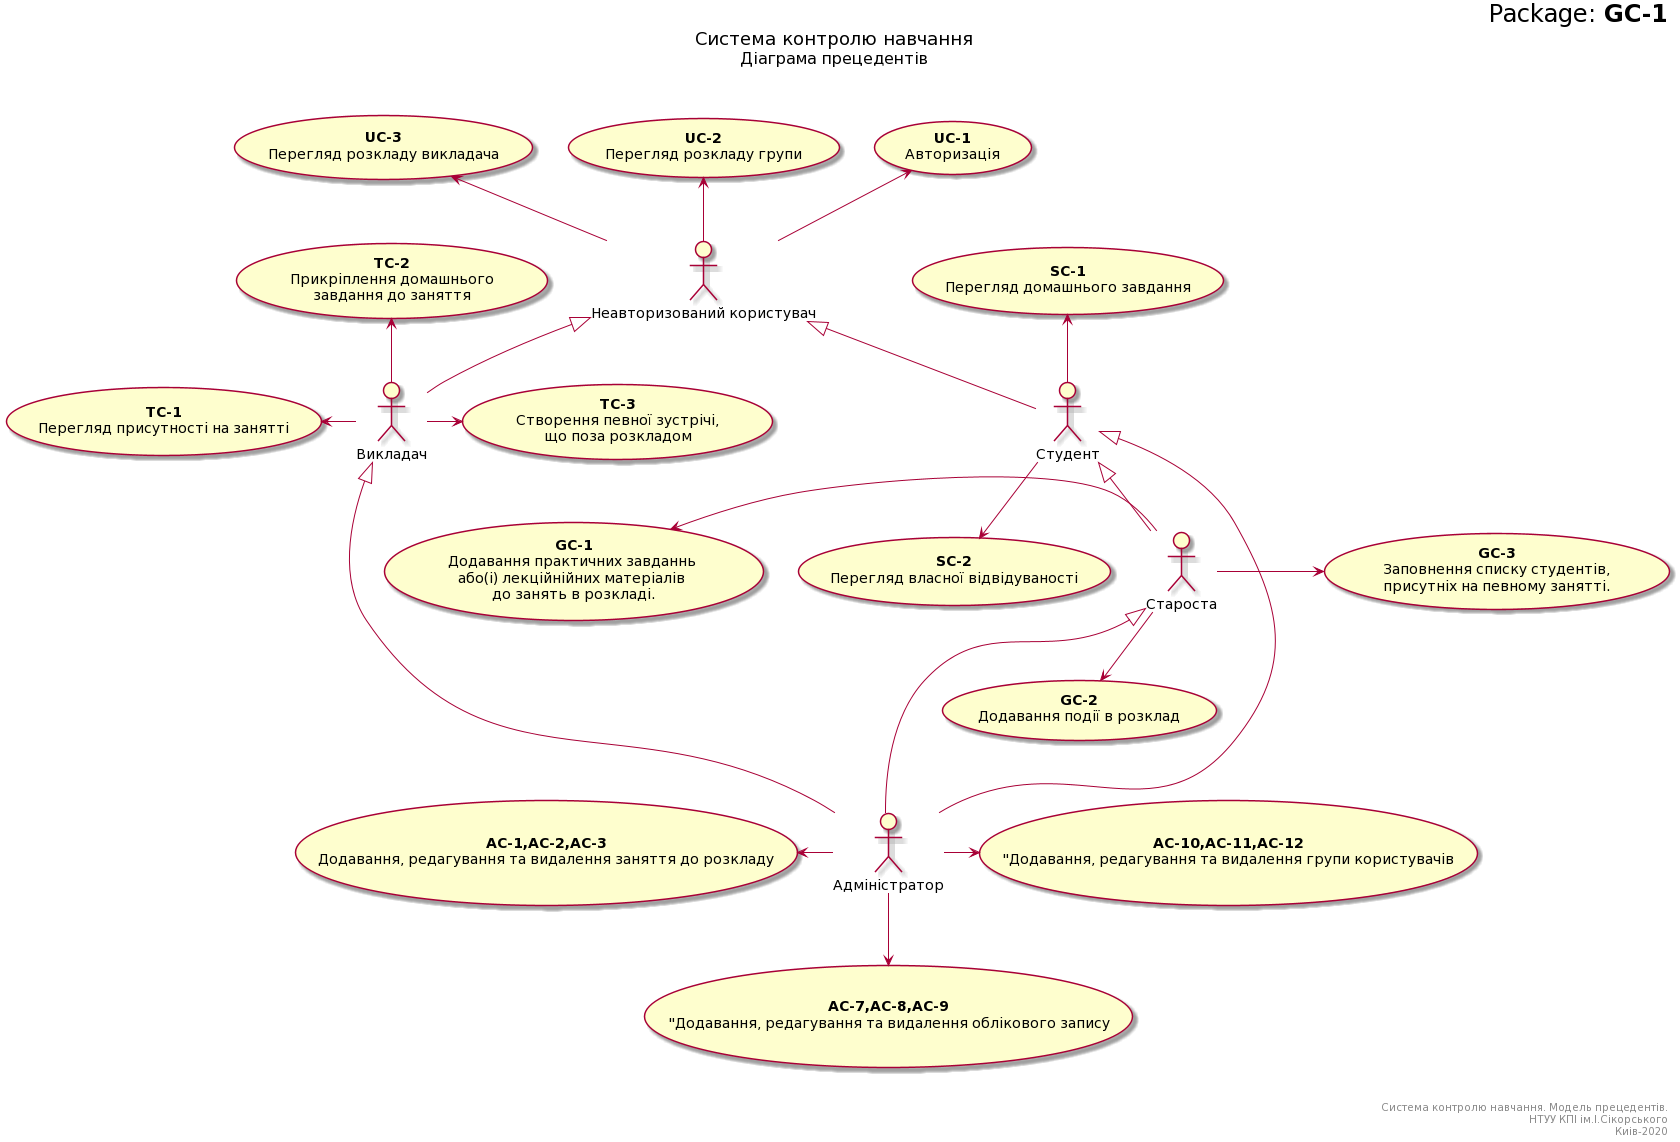 Package: GC-1
Система контролю навчання
Діаграма прецедентів
UC-3
Перегляд розкладу викладача
UC-2
Перегляд розкладу групи
UC-1
Авторизація
TC-2
Прикріплення домашнього
завдання до заняття
SC-1
Перегляд домашнього завдання
Неавторизований користувач
TC-1
Перегляд присутності на занятті
Викладач
TC-3
Створення певної зустрічі,
що поза розкладом
Студент
GC-1
Додавання практичних завданнь
або(і) лекційнійних матеріалів
до занять в розкладі.
SC-2
Перегляд власної відвідуваності
Староста
GC-3
Заповнення списку студентів,
присутніх на певному занятті.
GC-2
Додавання події в розклад
AC-1,AC-2,AC-3
Додавання, редагування та видалення заняття до розкладу
Адміністратор
AC-10,AC-11,AC-12
"Додавання, редагування та видалення групи користувачів
AC-7,AC-8,AC-9
"Додавання, редагування та видалення облікового запису
Система контролю навчання. Модель прецедентів.
НТУУ КПІ ім.І.Сікорського
Киів-2020